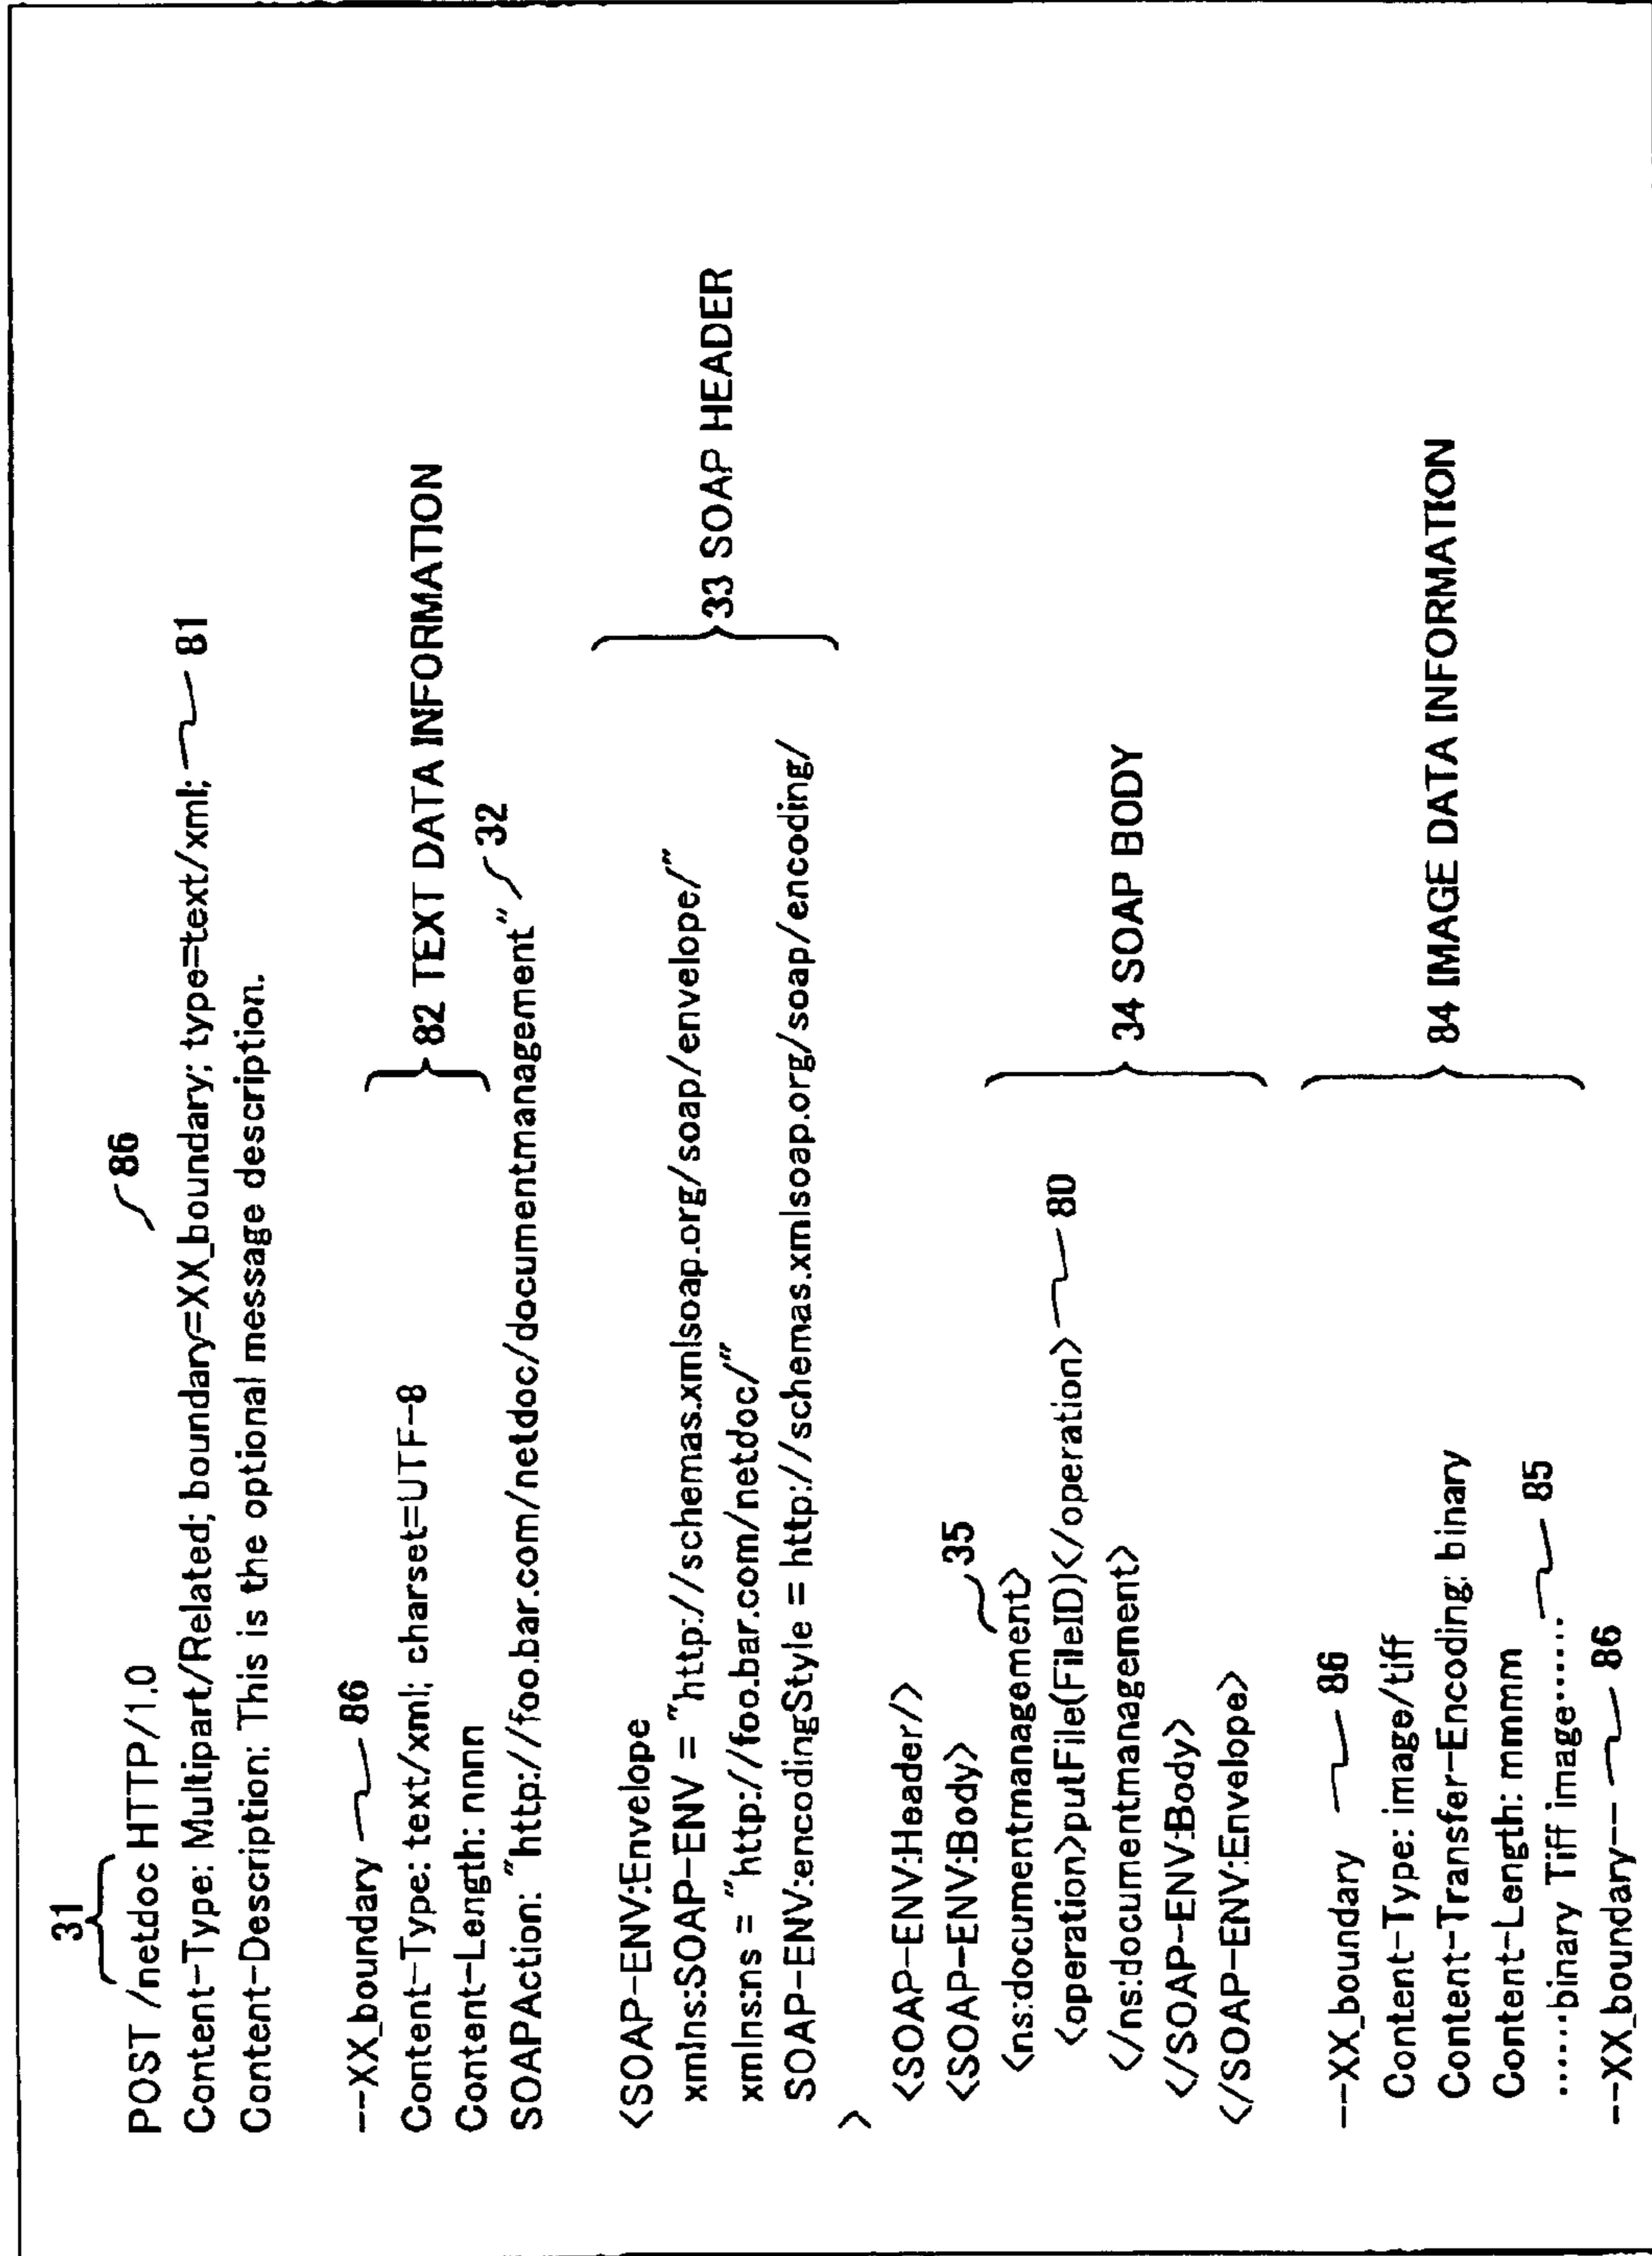 31
POST /netdoc HTTP/1.0
86
Content-Type: Multipart/Related; boundary=XX_boundary; type=text/xml; 81
Content-Description: This is the optional message description.
--XX_boundary 86
Content-Type: text/xml; charset=UTF-8
82 TEXT DATA INFORMATION
Content-Length: nnnn
SOAPAction: "http://foo.bar.com/netdoc/documentmanagement" 32
<SOAP-ENV:Envelope
xmlns:SOAP-ENV = "http://schemas.xmlsoap.org/soap/envelope/"
33 SOAP HEADER
xmlns:ns = "http://foo.bar.com/netdoc/"
SOAP-ENV:encodingStyle = http://schemas.xmlsoap.org/soap/encoding/
>
<SOAP-ENV:Header/>
<SOAP-ENV:Body> 35
<ns:documentmanagement>
<operation>putFile(FileID)</operation> 80
</ns:documentmanagement>
34 SOAP BODY
</SOAP-ENV:Body>
</SOAP-ENV:Envelope>
--XX_boundary 86
Content-Type: image/tiff
Content-Transfer-Encoding: binary
84 IMAGE DATA INFORMATION
Content-Length: mmmm
......binary Tiff image...... 85
--XX_boundary-- 86